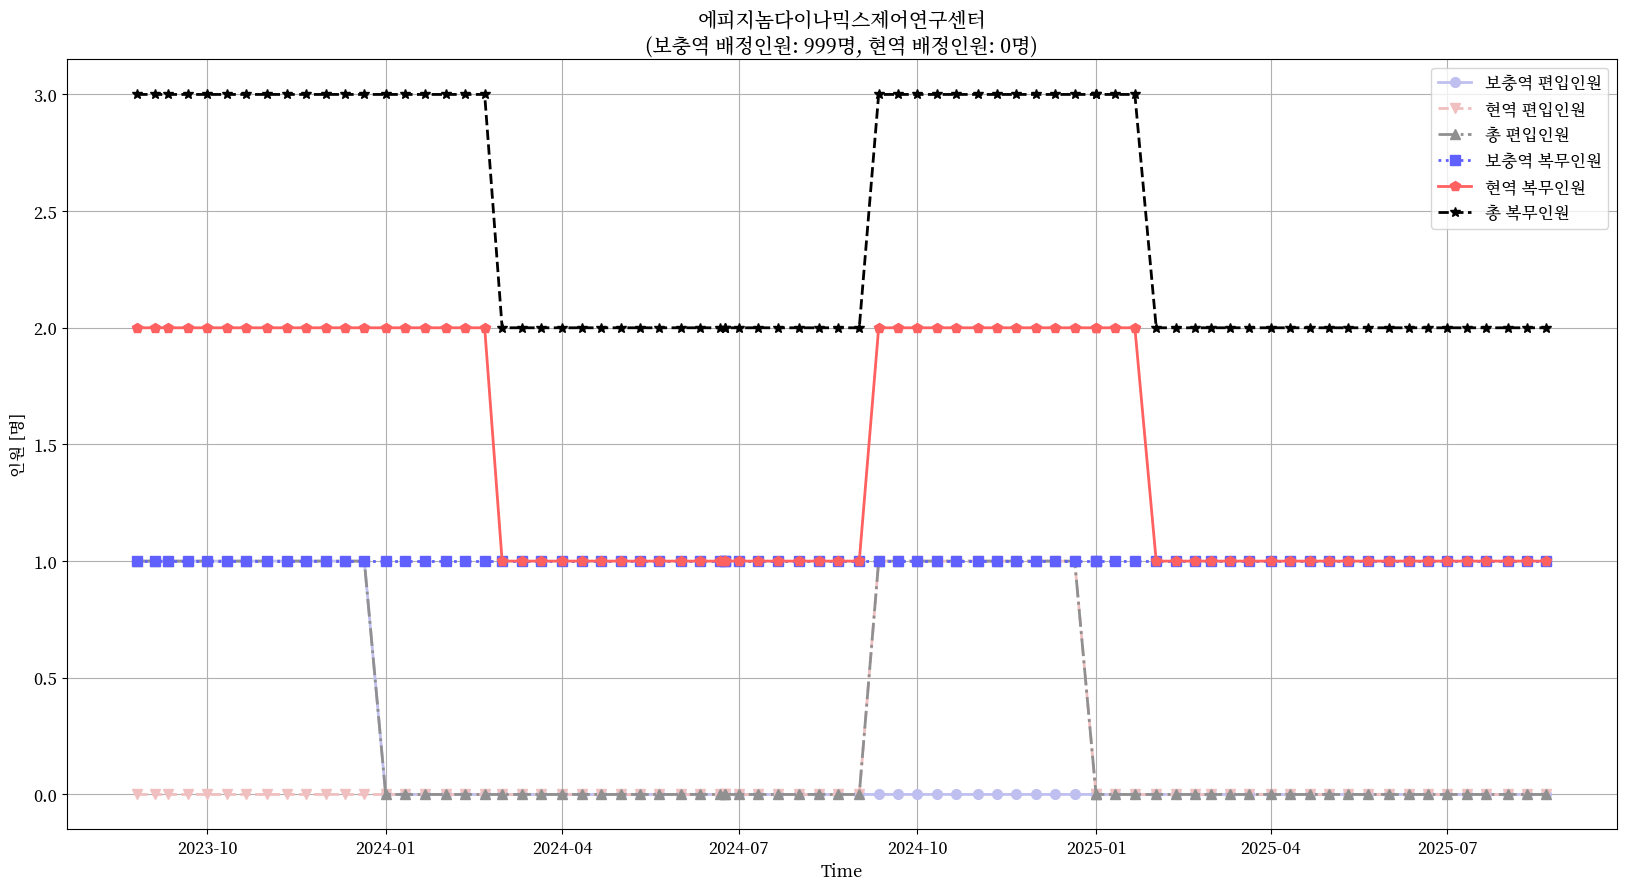 에피지놈다이나믹스제어연구센터
(보충역 배정인원: 999명, 현역 배정인원: 0명)
보충역 편입인원
현역 편입인원
총 편입인원
보충역 복무인원
현역 복무인원
총 복무인원
인원 [명]
3.0
2.5
2.0
1.5
1.0
0.5
0.0
2023-10
2024-01
2024-04
2024-07
2024-10
2025-01
2025-04
2025-07
Time